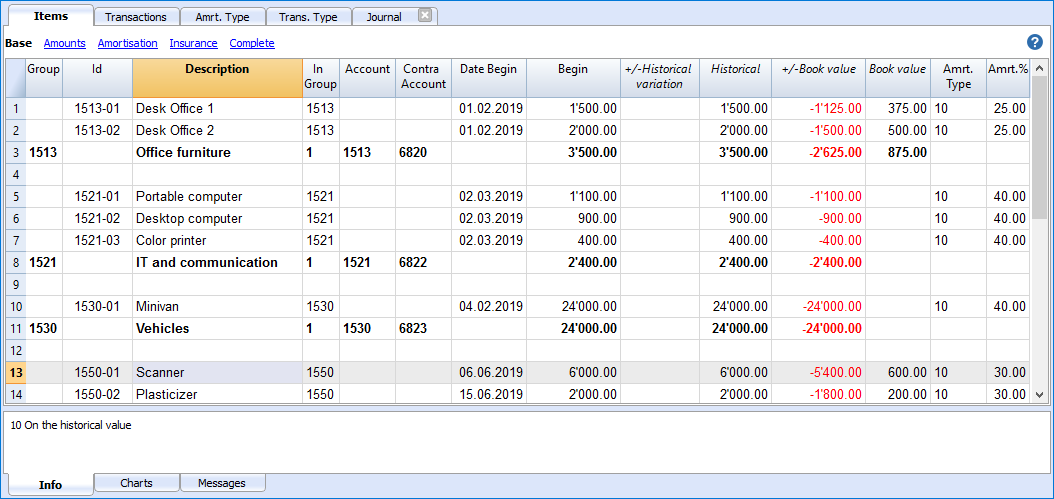 Items Transactions Amrt. Type Trans. Type Journal
Base Amounts Amortisation Insurance Complete ?
Group Id Description In Group Account Contra Account Date Begin Begin +/-Historical variation Historical +/-Book value Book value Amrt. Type Amrt.%
1 1513-01 Desk Office 1 1513 01.02.2019 1'500.00 1'500.00 -1'125.00 375.00 10 25.00
2 1513-02 Desk Office 2 1513 01.02.2019 2'000.00 2'000.00 -1'500.00 500.00 10 25.00
3 1513 Office furniture 1 1513 6820 3'500.00 3'500.00 -2'625.00 875.00
4
5 1521-01 Portable computer 1521 02.03.2019 1'100.00 1'100.00 -1'100.00 10 40.00
6 1521-02 Desktop computer 1521 02.03.2019 900.00 900.00 -900.00 10 40.00
7 1521-03 Color printer 1521 02.03.2019 400.00 400.00 -400.00 10 40.00
8 1521 IT and communication 1 1521 6822 2'400.00 2'400.00 -2'400.00
9
10 1530-01 Minivan 1530 04.02.2019 24'000.00 24'000.00 -24'000.00 10 40.00
11 1530 Vehicles 1 1530 6823 24'000.00 24'000.00 -24'000.00
12
13 1550-01 Scanner 1550 06.06.2019 6'000.00 6'000.00 -5'400.00 600.00 10 30.00
14 1550-02 Plasticizer 1550 15.06.2019 2'000.00 2'000.00 -1'800.00 200.00 10 30.00
10 On the historical value
Info Charts Messages